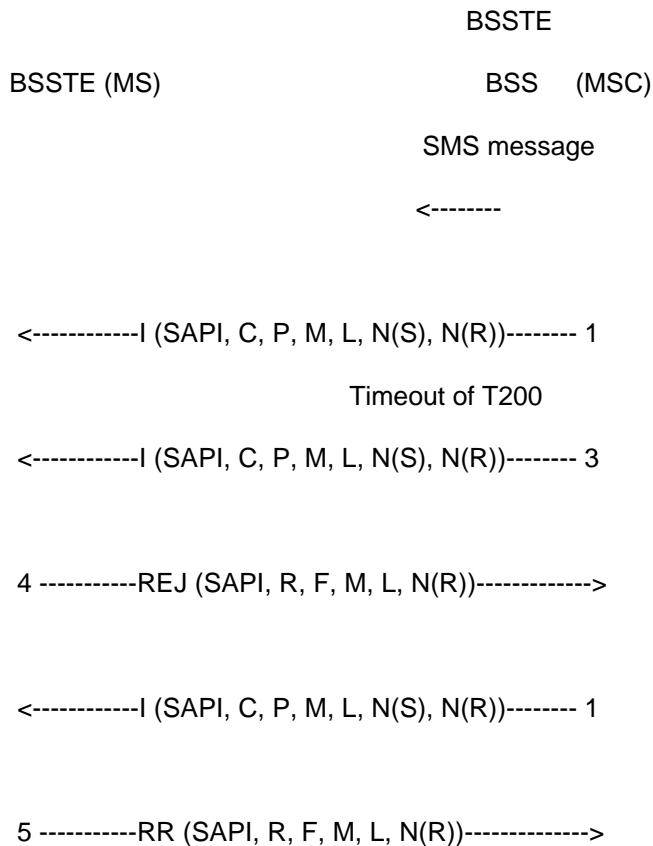 BSSTE
BSSTE (MS) BSS (MSC)
SMS message
<--------
<------------I (SAPI, C, P, M, L, N(S), N(R))-------- 1
Timeout of T200
<------------I (SAPI, C, P, M, L, N(S), N(R))-------- 3
4 -----------REJ (SAPI, R, F, M, L, N(R))------------->
<------------I (SAPI, C, P, M, L, N(S), N(R))-------- 1
5 -----------RR (SAPI, R, F, M, L, N(R))-------------->